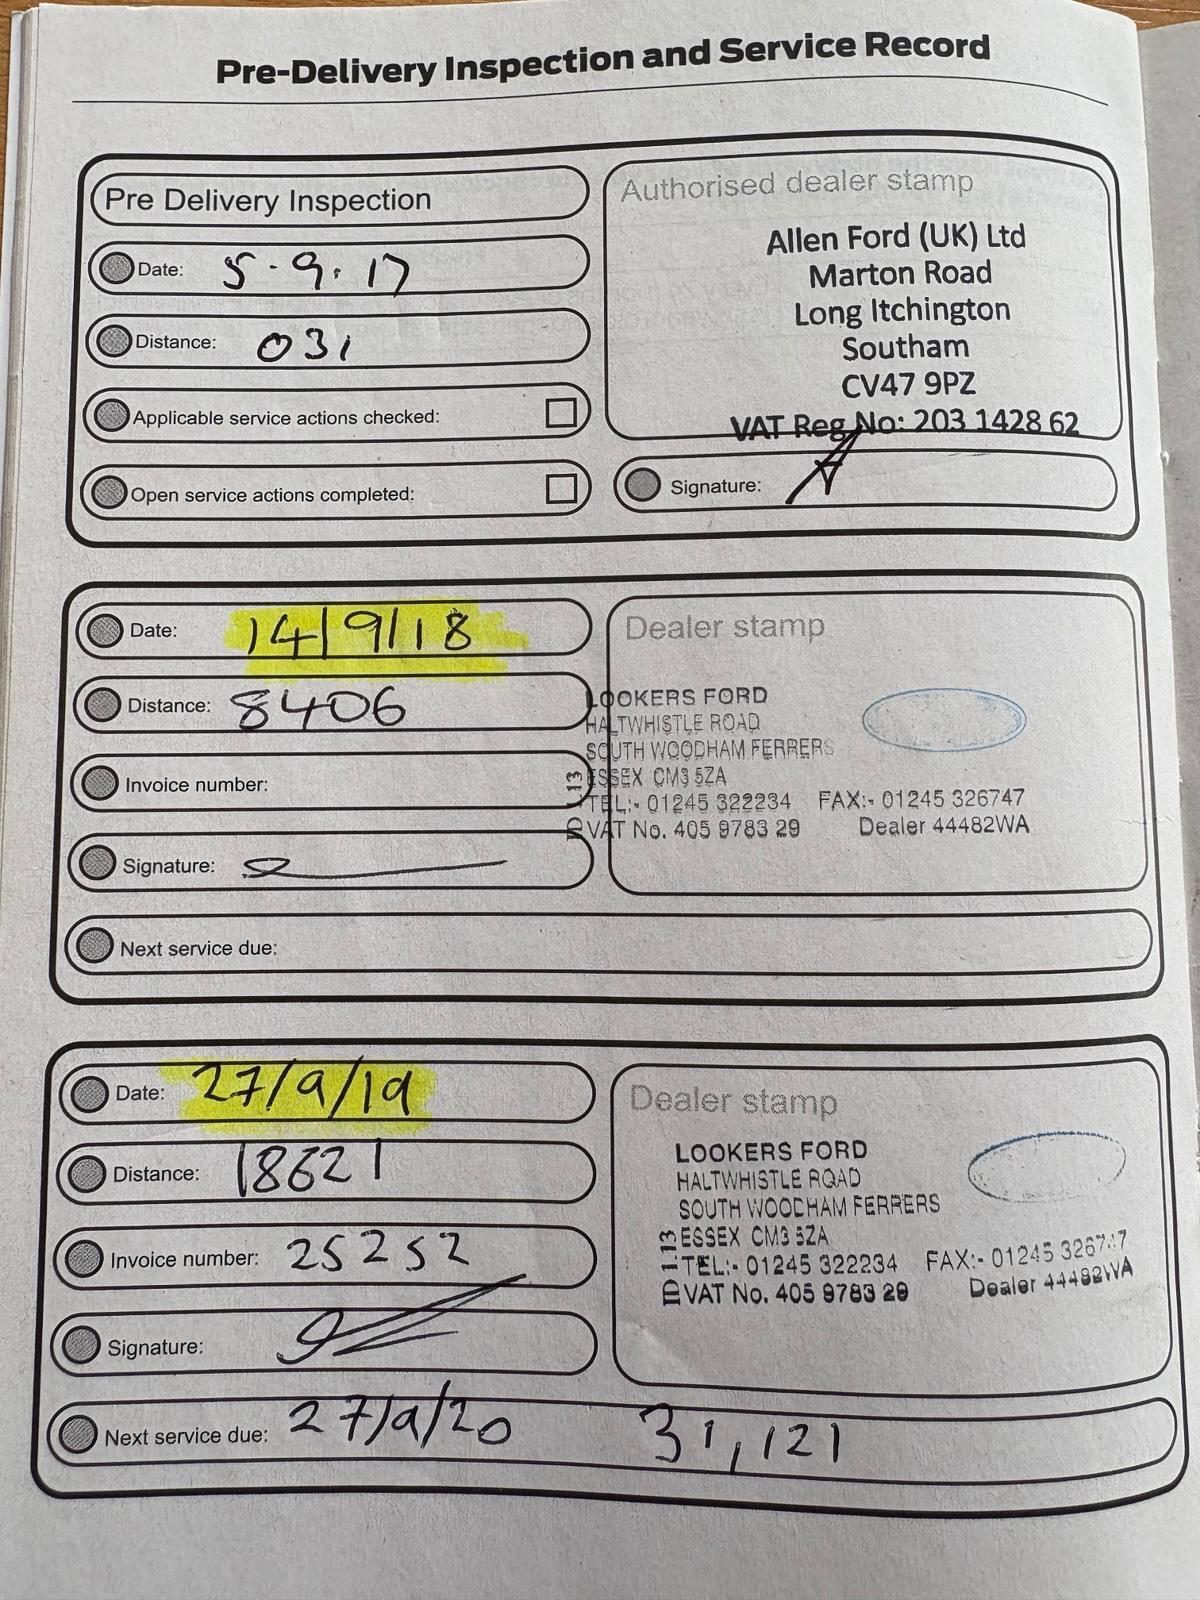 Pre-Delivery Inspection and Service Record
Pre Delivery Inspection
Date: 5.9.17
Distance: 031
Applicable service actions checked:
Open service actions completed:
Authorised dealer stamp
Allen Ford (UK) Ltd
Marton Road
Long Itchington
Southam
CV47 9PZ
VAT Reg No: 203 1428 62
Signature:
Date: 14/9/18
Distance: 8406
Invoice number:
Signature:
Next service due:
Dealer stamp
LOOKERS FORD
HALTWHISTLE ROAD
SOUTH WOODHAM FERRERS
ESSEX CM3 5ZA
TEL:- 01245 322234 FAX:- 01245 326747
VAT No. 405 9783 29 Dealer 44482WA
Date: 27/9/19
Distance: 18621
Invoice number: 25252
Signature:
Next service due: 27/9/20 31,121
Dealer stamp
LOOKERS FORD
HALTWHISTLE ROAD
SOUTH WOODHAM FERRERS
ESSEX CM3 5ZA
TEL:- 01245 322234 FAX:- 01245 326747
VAT No. 405 9783 29 Dealer 44482WA